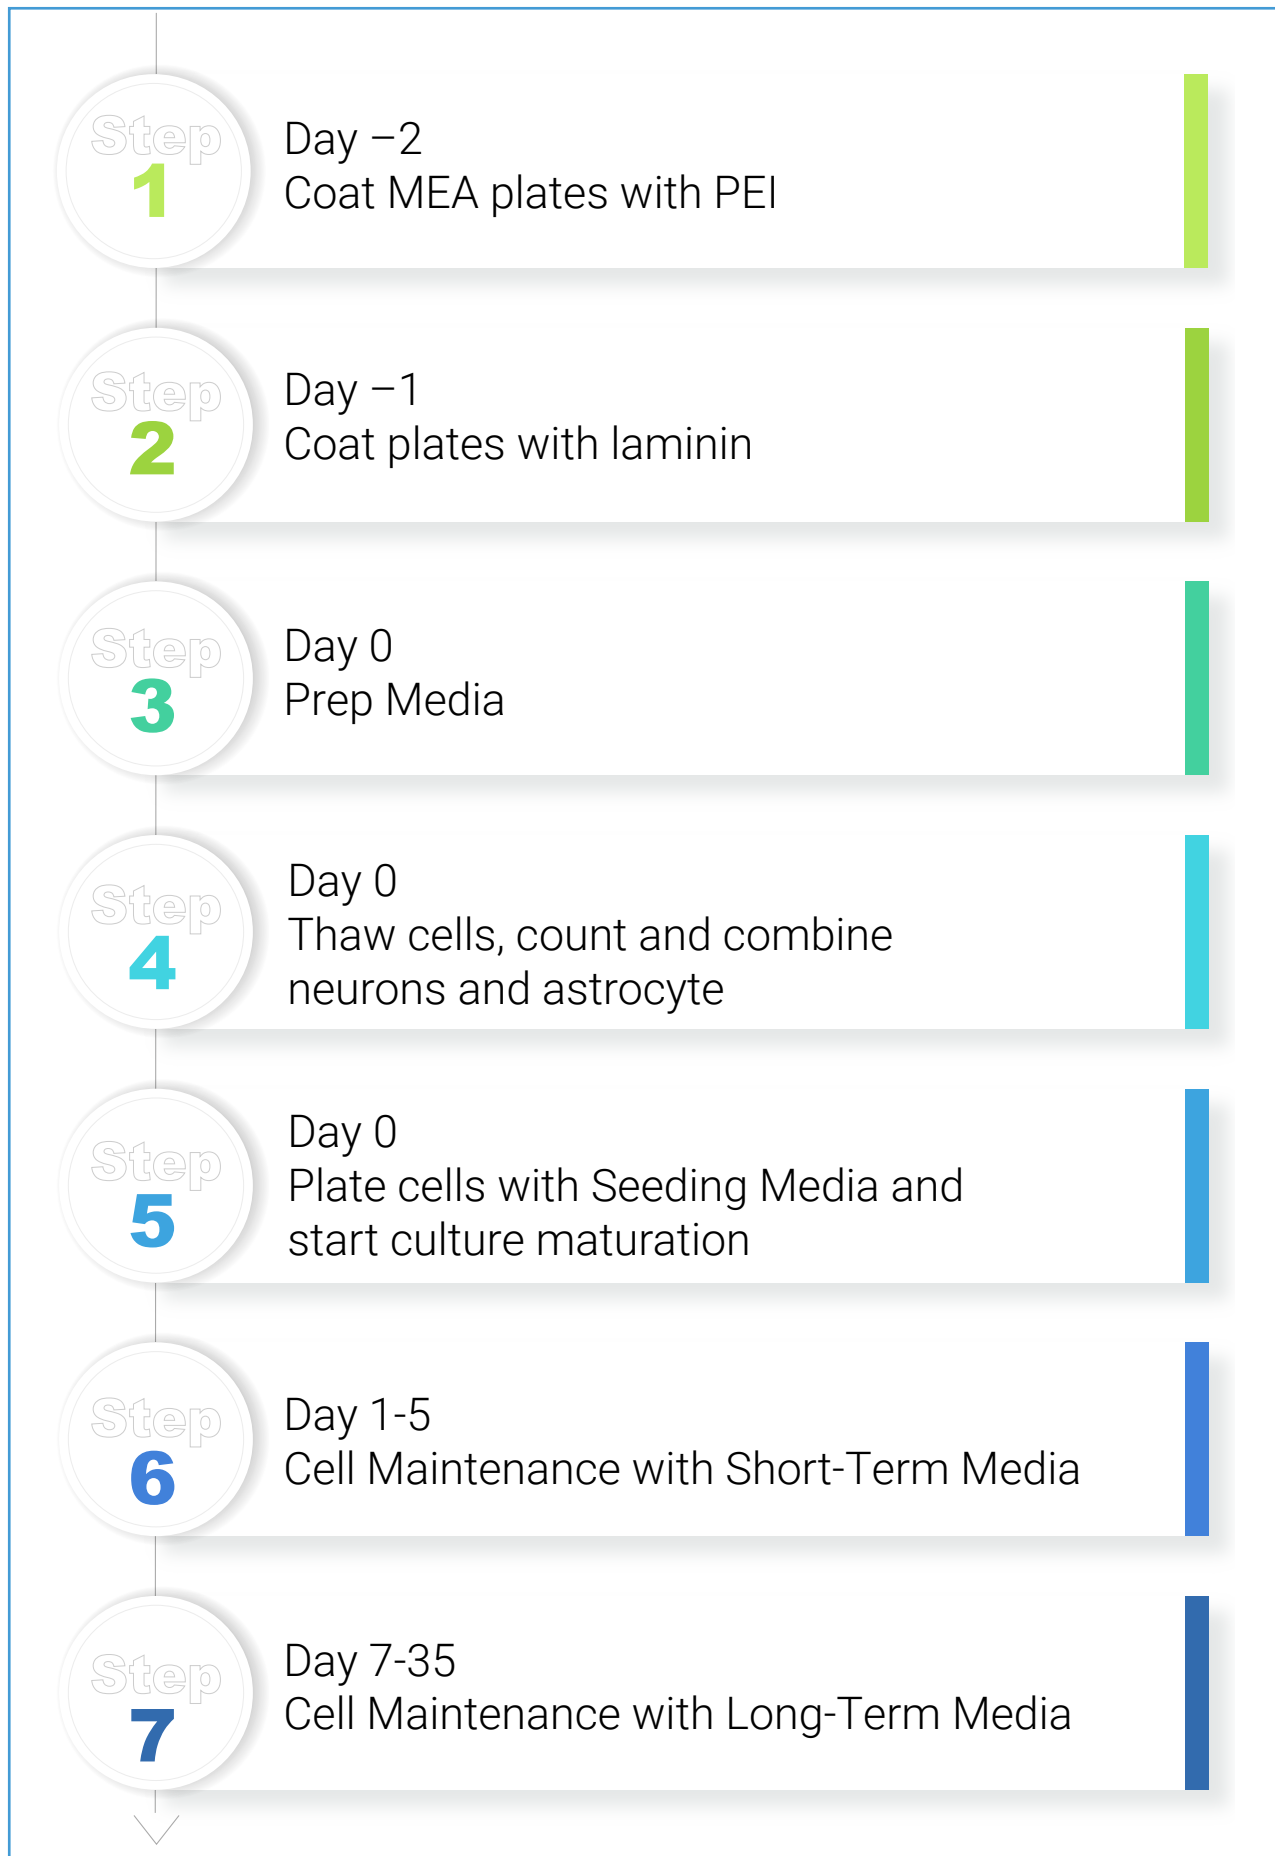 Step
1
Day –2
Coat MEA plates with PEI
Step
2
Day –1
Coat plates with laminin
Step
3
Day 0
Prep Media
Step
4
Day 0
Thaw cells, count and combine
neurons and astrocyte
Step
5
Day 0
Plate cells with Seeding Media and
start culture maturation
Step
6
Day 1-5
Cell Maintenance with Short-Term Media
Step
7
Day 7-35
Cell Maintenance with Long-Term Media